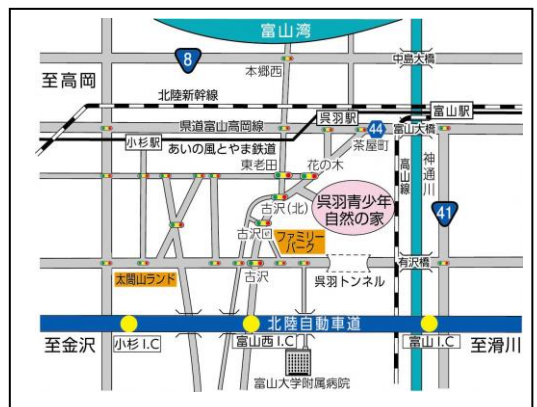 富山湾
8
本郷西
中島大橋
至高岡
北陸新幹線
呉羽駅
富山駅
県道富山高岡線
44
富山大橋
小杉駅
あいの風とやま鉄道
茶屋町
東老田
花の木
高山線
神通川
古沢(北)
呉羽青少年
自然の家
41
古沢
ファミリー
パーク
太閤山ランド
古沢
呉羽トンネル
有沢橋
北陸自動車道
至金沢
小杉 I.C
富山西 I.C
富山 I.C
至滑川
富山大学附属病院